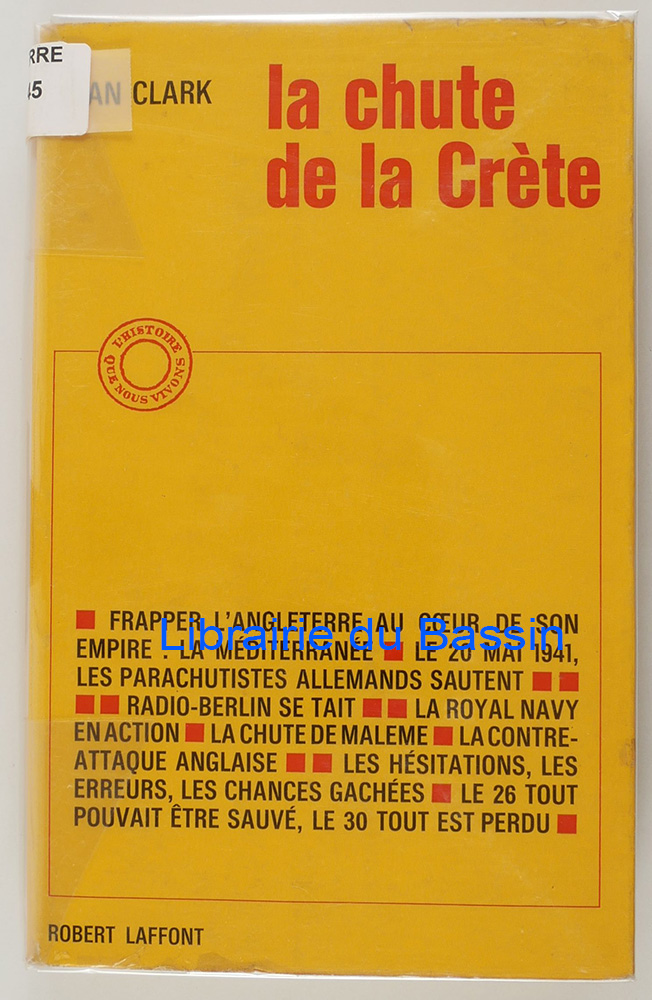 RRE
45
AN CLARK
la chute
de la Crète
L'HISTOIRE QUE NOUS VIVONS
■ FRAPPER L'ANGLETERRE AU CŒUR DE SON
EMPIRE : LA MÉDITERRANÉE ■ LE 20 MAI 1941,
LES PARACHUTISTES ALLEMANDS SAUTENT ■ ■
■ ■ RADIO-BERLIN SE TAIT ■ ■ LA ROYAL NAVY
EN ACTION ■ LA CHUTE DE MALEME ■ LA CONTRE-
ATTAQUE ANGLAISE ■ ■ LES HÉSITATIONS, LES
ERREURS, LES CHANCES GACHÉES ■ LE 26 TOUT
POUVAIT ÊTRE SAUVÉ, LE 30 TOUT EST PERDU ■
Librairie du Bassin
ROBERT LAFFONT